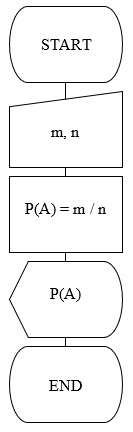 START
m, n
P(A) = m / n
P(A)
END